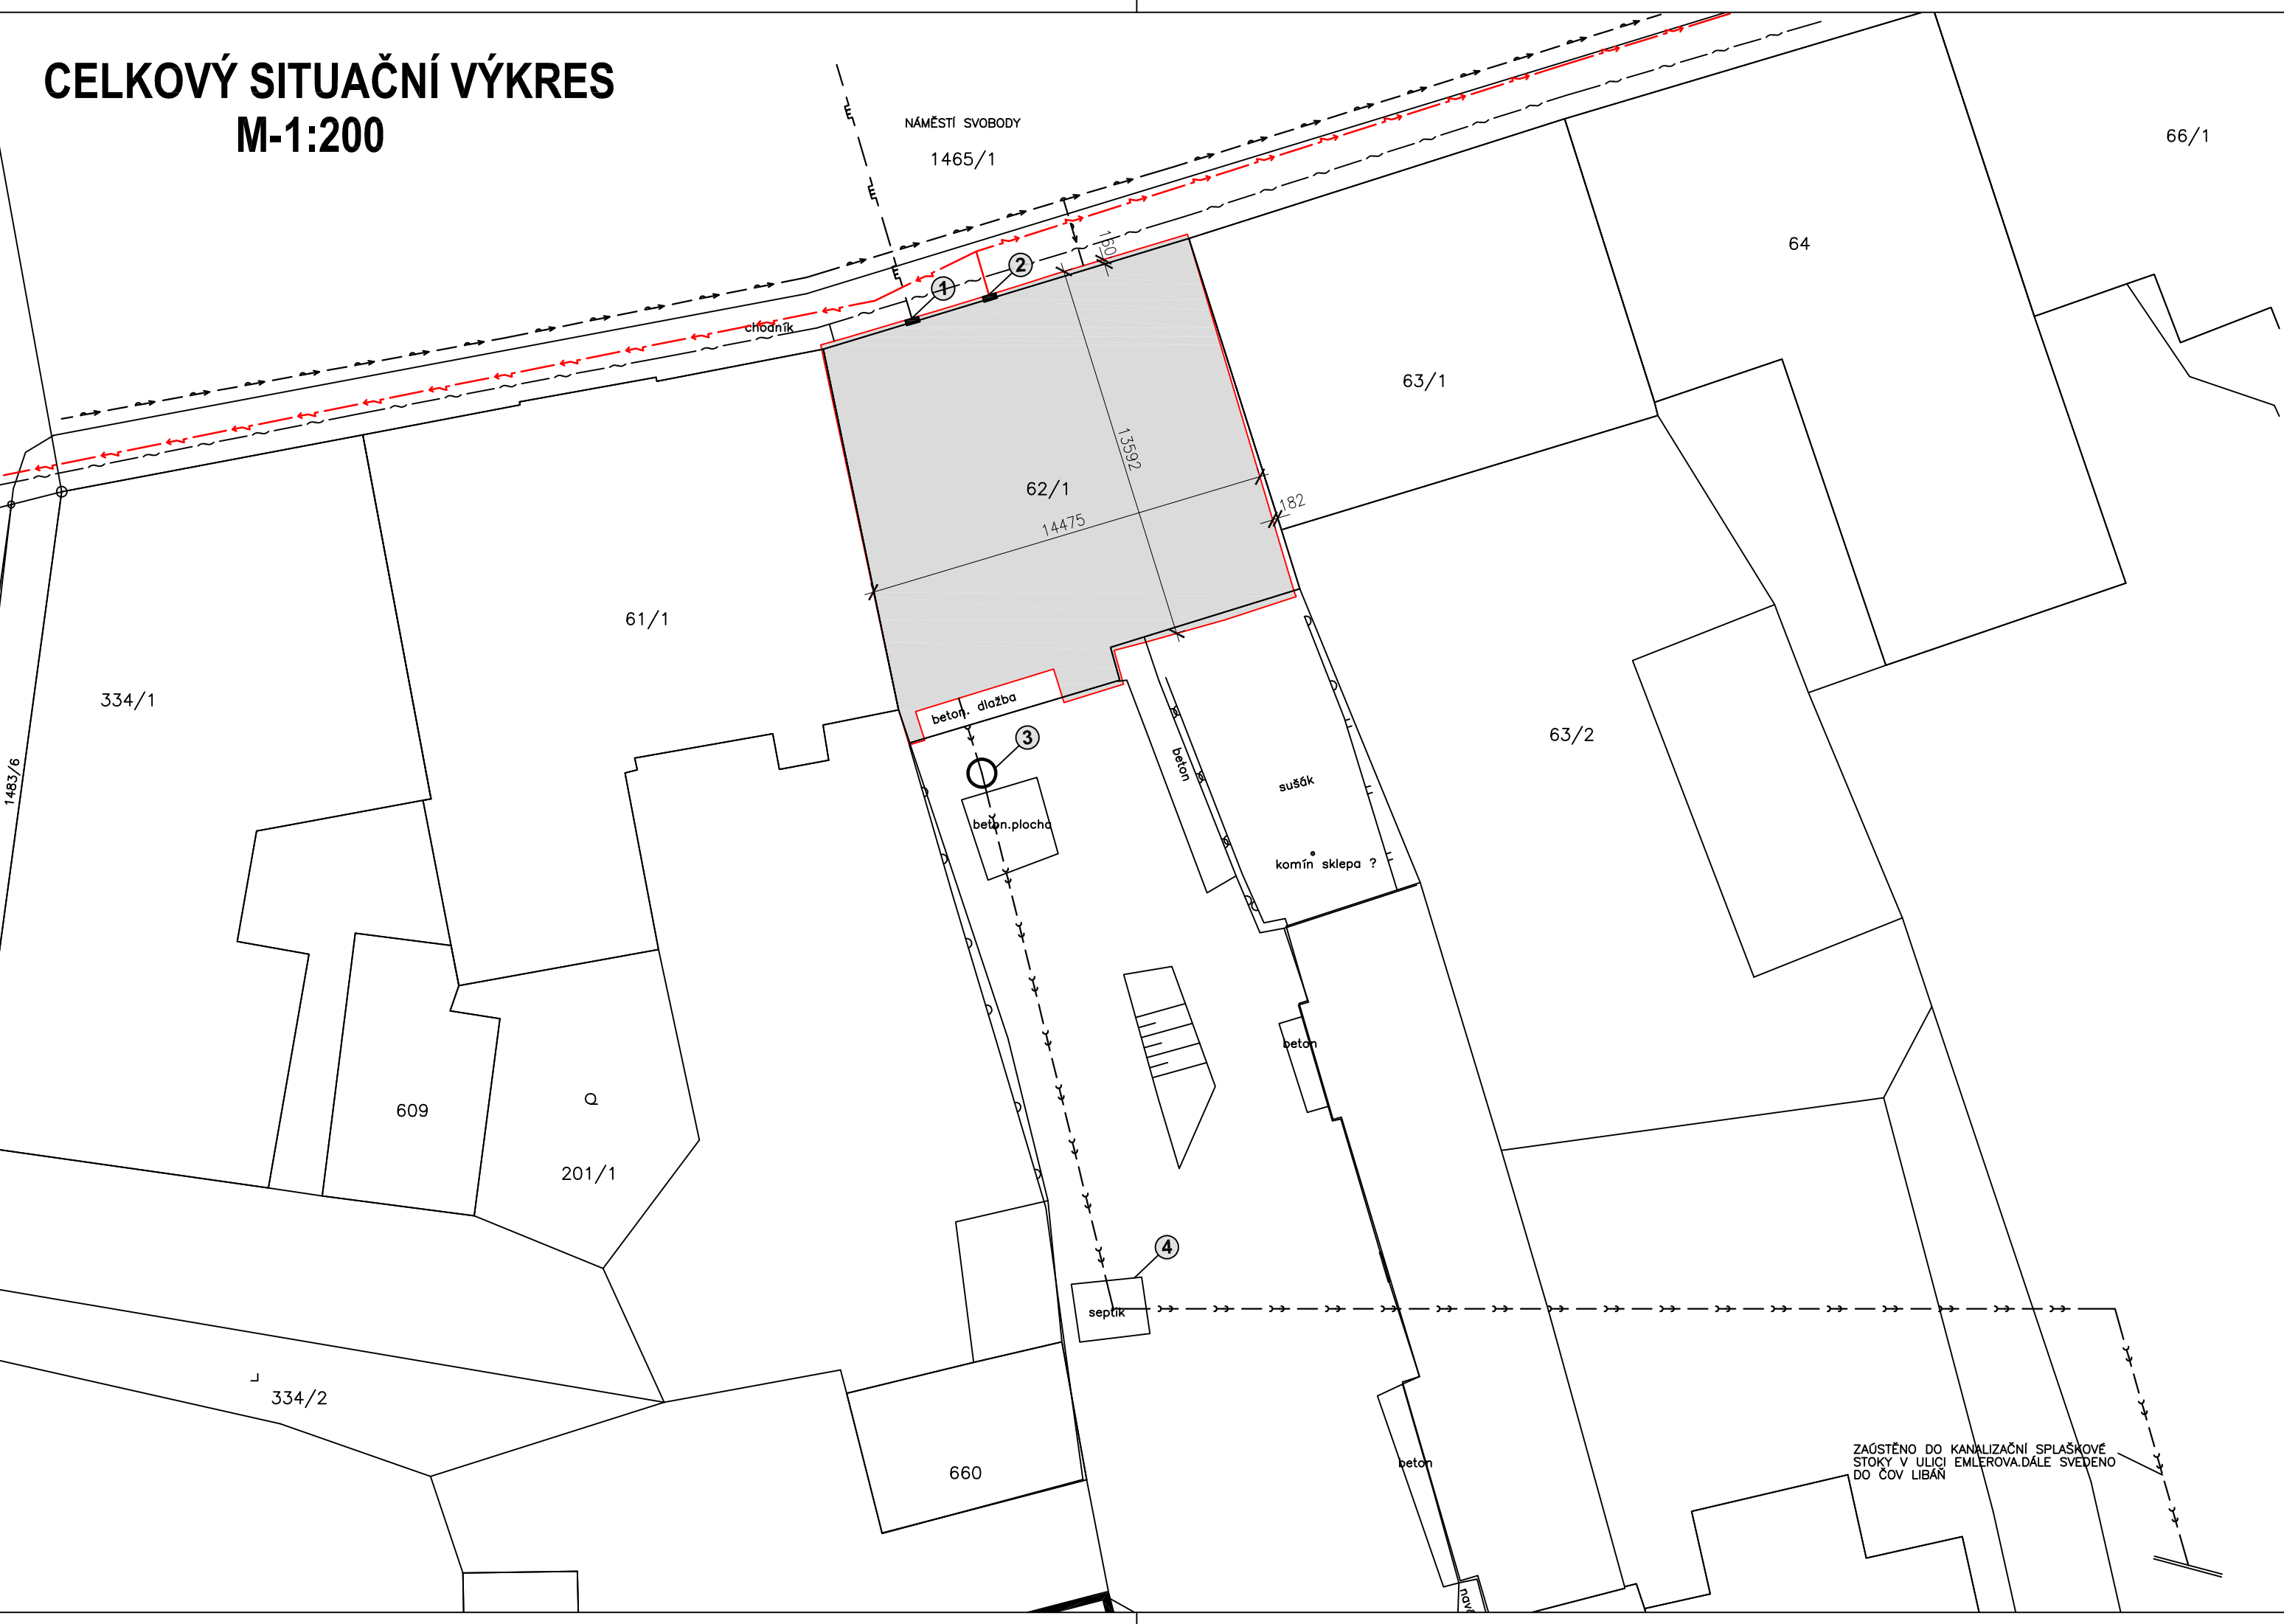 CELKOVÝ SITUAČNÍ VÝKRES
M-1:200
NÁMĚSTÍ SVOBODY
1465/1
66/1
64
160
2
1
chodník
63/1
13592
62/1
14475
182
61/1
334/1
beton. dlažba
3
63/2
1483/6
beton
sušák
beton.plocha
komín sklepa ?
beton
609
201/1
4
septik
334/2
ZAÚSTĚNO DO KANALIZAČNÍ SPLAŠKOVÉ
STOKY V ULICI EMLEROVA.DÁLE SVEDENO
DO ČOV LIBÁŇ
beton
660